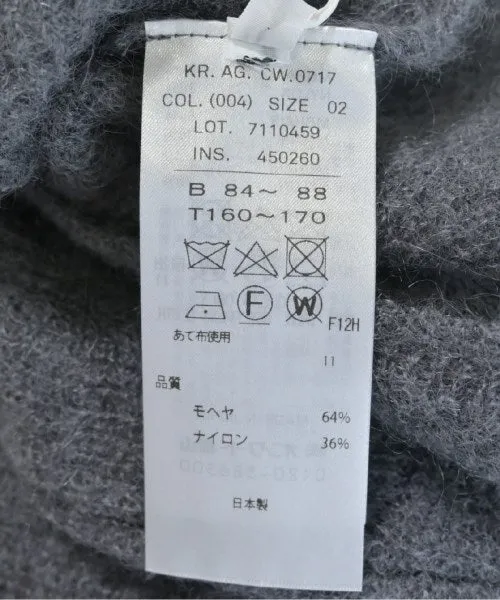 KR. AG. CW.0717
COL. (004) SIZE 02
LOT. 7110459
INS. 450260
B 84～ 88
T160～170
F W F12H
あて布使用
11
品質
モヘヤ 64%
ナイロン 36%
日本製